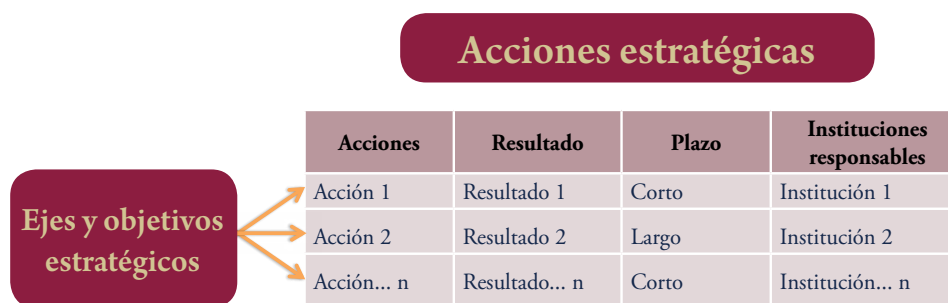 Acciones estratégicas
Acciones Resultado Plazo Instituciones
responsables
Ejes y objetivos
estratégicos
Acción 1 Resultado 1 Corto Institución 1
Acción 2 Resultado 2 Largo Institución 2
Acción... n Resultado... n Corto Institución... n